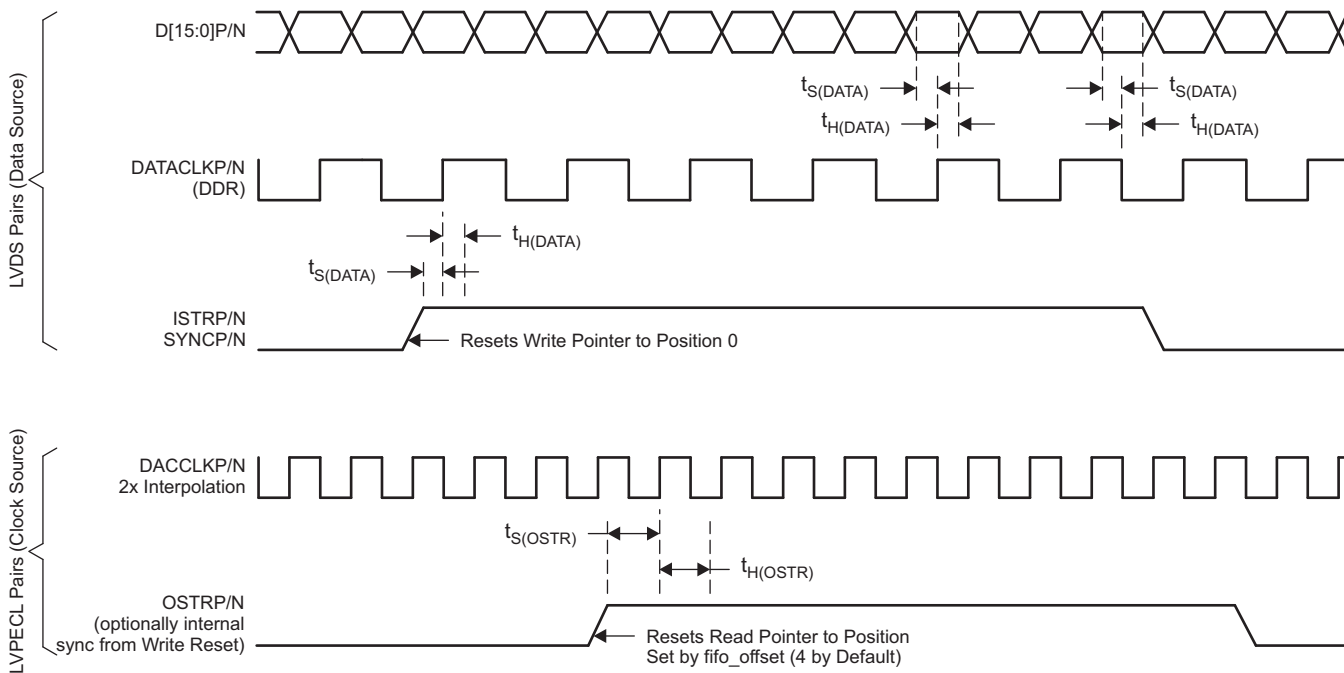 LVDS Pairs (Data Source)
D[15:0]P/N
tS(DATA)
tS(DATA)
tH(DATA)
tH(DATA)
DATACLKP/N
(DDR)
tH(DATA)
tS(DATA)
ISTRP/N
SYNCP/N
Resets Write Pointer to Position 0
LVPECL Pairs (Clock Source)
DACCLKP/N
2x Interpolation
tS(OSTR)
tH(OSTR)
OSTRP/N
(optionally internal
sync from Write Reset)
Resets Read Pointer to Position
Set by fifo_offset (4 by Default)